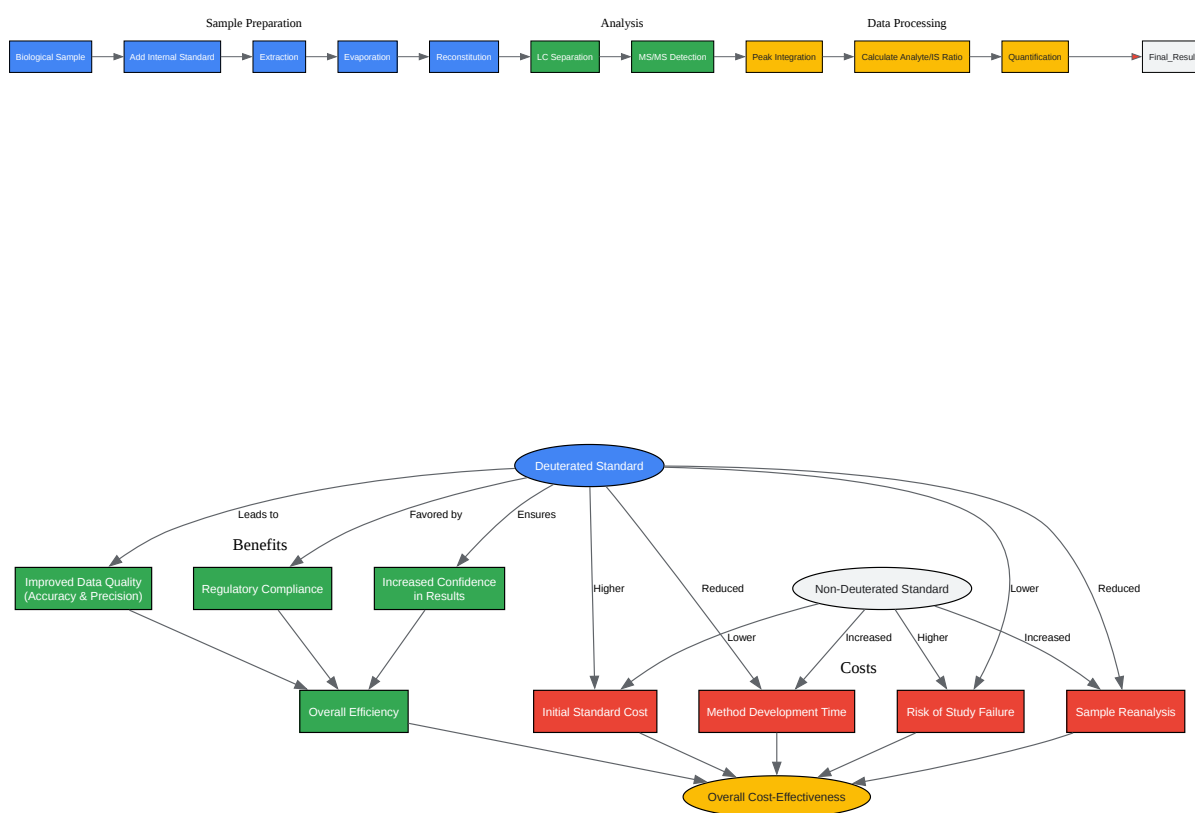 Sample Preparation
Analysis
Data Processing
Biological Sample
Add Internal Standard
Extraction
Evaporation
Reconstitution
LC Separation
MS/MS Detection
Peak Integration
Calculate Analyte/IS Ratio
Quantification
Final_Resul
Deuterated Standard
Leads to
Favored by
Ensures
Benefits
Improved Data Quality
(Accuracy & Precision)
Regulatory Compliance
Increased Confidence
in Results
Higher
Reduced
Non-Deuterated Standard
Lower
Reduced
Lower
Increased
Higher
Increased
Costs
Overall Efficiency
Initial Standard Cost
Method Development Time
Risk of Study Failure
Sample Reanalysis
Overall Cost-Effectiveness